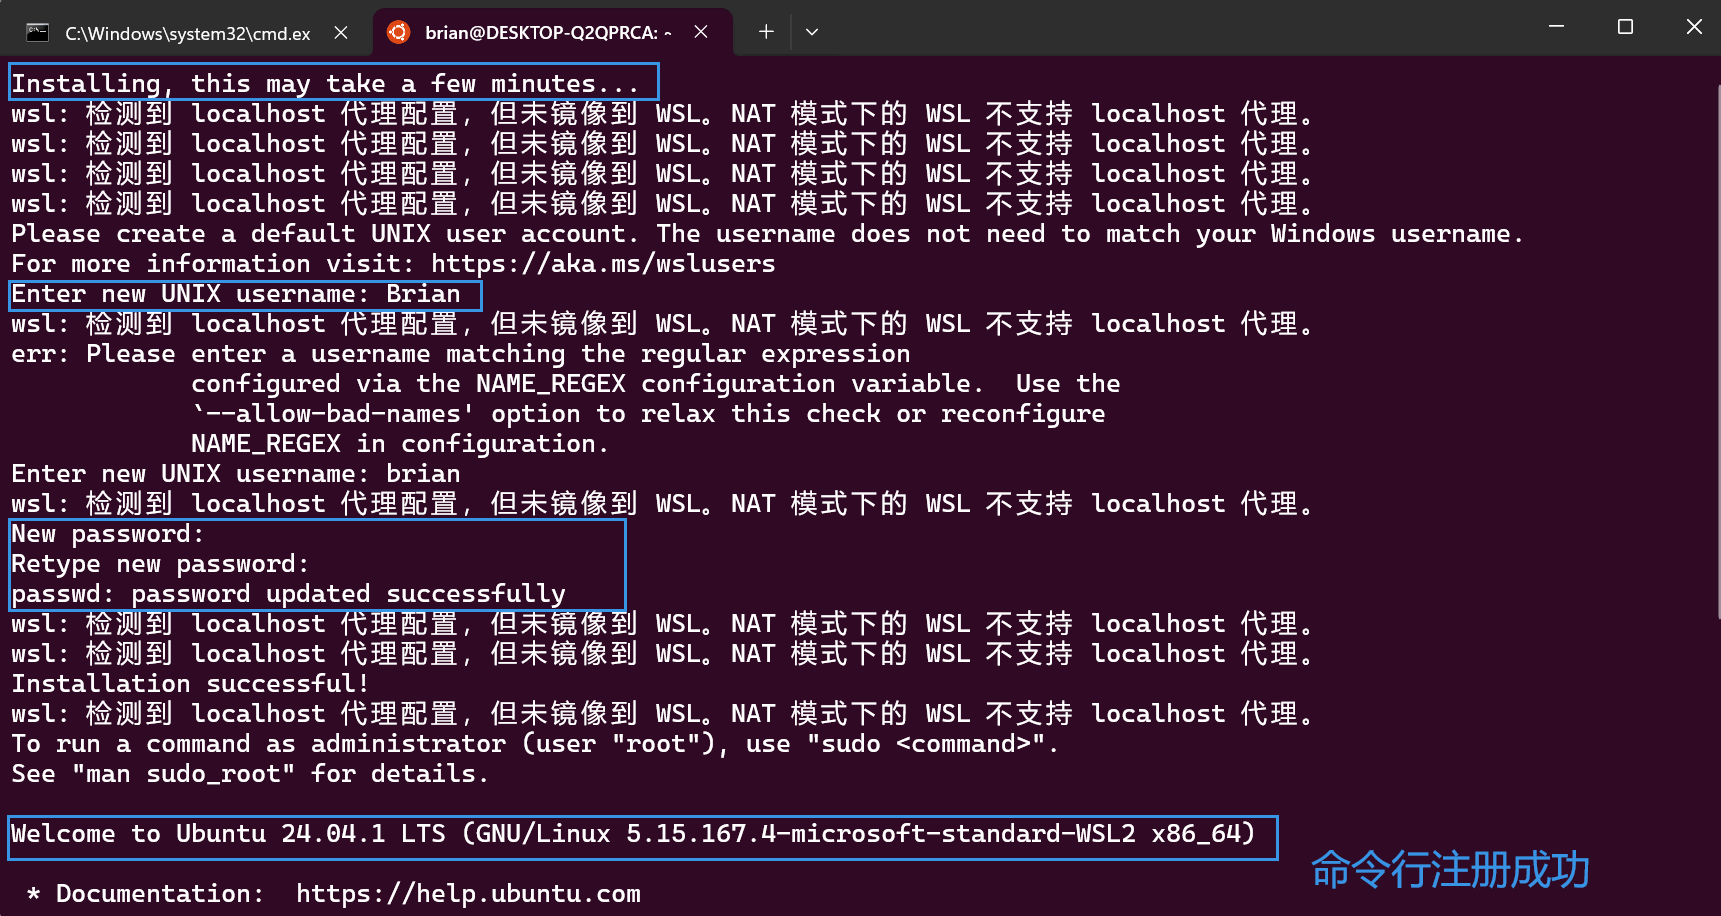 C:\Windows\system32\cmd.ex
brian@DESKTOP-Q2QPRCA: ~
Installing, this may take a few minutes...
wsl: 检测到 localhost 代理配置，但未镜像到 WSL。NAT 模式下的 WSL 不支持 localhost 代理。
wsl: 检测到 localhost 代理配置，但未镜像到 WSL。NAT 模式下的 WSL 不支持 localhost 代理。
wsl: 检测到 localhost 代理配置，但未镜像到 WSL。NAT 模式下的 WSL 不支持 localhost 代理。
wsl: 检测到 localhost 代理配置，但未镜像到 WSL。NAT 模式下的 WSL 不支持 localhost 代理。
Please create a default UNIX user account. The username does not need to match your Windows username.
For more information visit: https://aka.ms/wslusers
Enter new UNIX username: Brian
wsl: 检测到 localhost 代理配置，但未镜像到 WSL。NAT 模式下的 WSL 不支持 localhost 代理。
err: Please enter a username matching the regular expression
configured via the NAME_REGEX configuration variable.  Use the
`--allow-bad-names' option to relax this check or reconfigure
NAME_REGEX in configuration.
Enter new UNIX username: brian
wsl: 检测到 localhost 代理配置，但未镜像到 WSL。NAT 模式下的 WSL 不支持 localhost 代理。
New password:
Retype new password:
passwd: password updated successfully
wsl: 检测到 localhost 代理配置，但未镜像到 WSL。NAT 模式下的 WSL 不支持 localhost 代理。
wsl: 检测到 localhost 代理配置，但未镜像到 WSL。NAT 模式下的 WSL 不支持 localhost 代理。
Installation successful!
wsl: 检测到 localhost 代理配置，但未镜像到 WSL。NAT 模式下的 WSL 不支持 localhost 代理。
To run a command as administrator (user "root"), use "sudo <command>".
See "man sudo_root" for details.
Welcome to Ubuntu 24.04.1 LTS (GNU/Linux 5.15.167.4-microsoft-standard-WSL2 x86_64)
命令行注册成功
* Documentation:  https://help.ubuntu.com